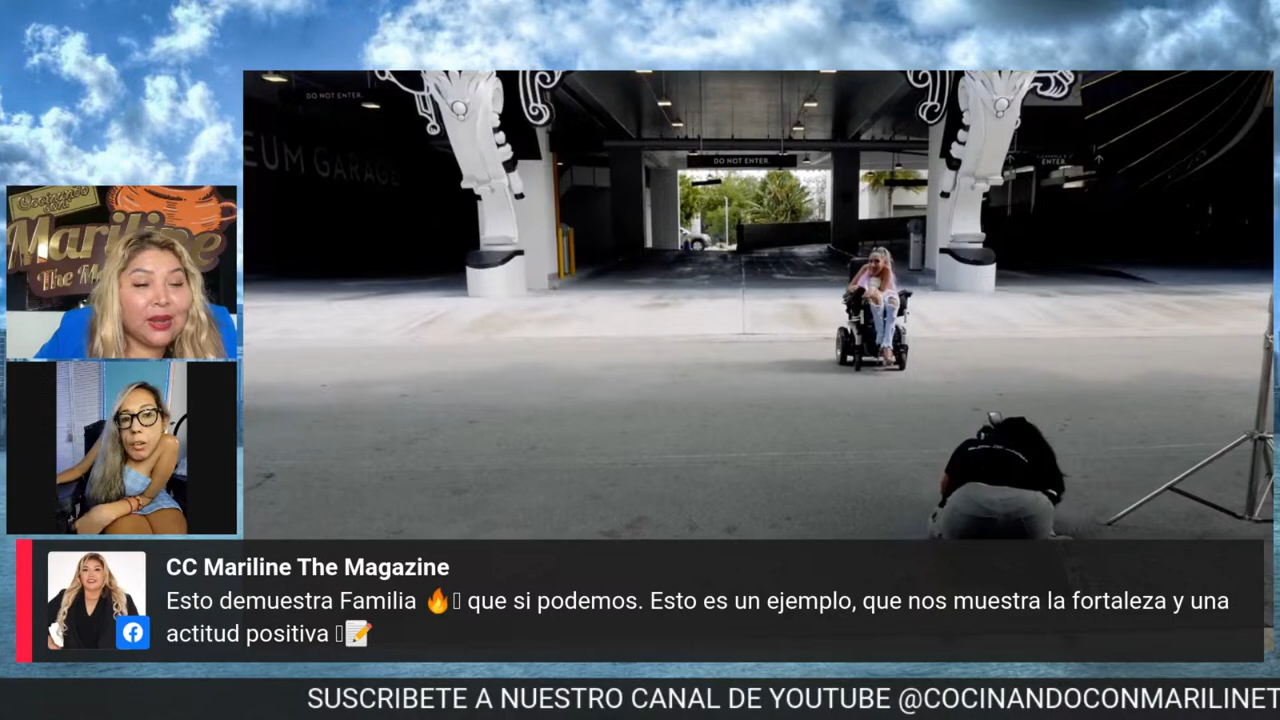 DO NOT ENTER.
EUM GARAGE
DO NOT ENTER.
ENTER
Cocinando con
Mariline
The Ma
CC Mariline The Magazine
Esto demuestra Familia 🔥▯ que si podemos. Esto es un ejemplo, que nos muestra la fortaleza y una
actitud positiva ▯📝
SUSCRIBETE A NUESTRO CANAL DE YOUTUBE @COCINANDOCONMARILINET